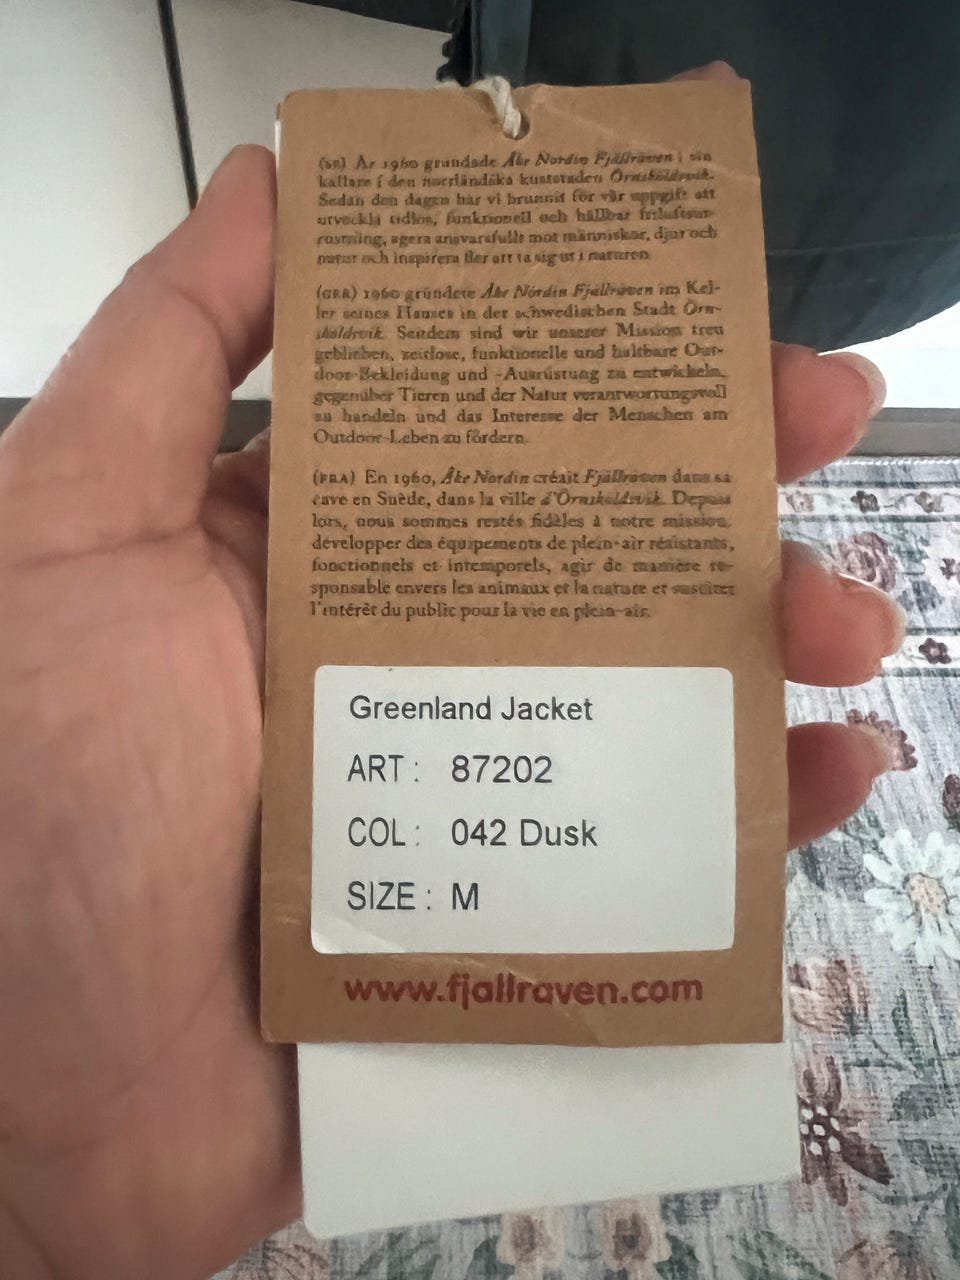 (SE) År 1960 grundade Åke Nordin Fjällräven i sin
källare i den norrländska kuststaden Örnsköldsvik.
Sedan dess dagen har vi brunnit för vår uppgift att
utveckla tidlös, funktionell och hållbar friluftsut-
rustning, agera ansvarsfullt mot människor, djur och
natur och inspirera fler att ta sig ut i naturen.
(GER) 1960 gründete Åke Nordin Fjällräven im Kel-
ler seines Hauses in der schwedischen Stadt Örn-
sköldsvik. Seitdem sind wir unserer Mission treu
geblieben, zeitlose, funktionelle und haltbare Out-
door-Bekleidung und -Ausrüstung zu entwickeln,
gegenüber Tieren und der Natur verantwortungsvoll
zu handeln und das Interesse der Menschen am
Outdoor-Leben zu fördern.
(FRA) En 1960, Åke Nordin créait Fjällräven dans sa
cave en Suède, dans la ville d'Örnsköldsvik. Depuis
lors, nous sommes restés fidèles à notre mission,
développer des équipements de plein-air résistants,
fonctionnels et intemporels, agir de manière re-
sponsable envers les animaux et la nature et susciter
l'intérêt du public pour la vie en plein-air.
Greenland Jacket
ART : 87202
COL : 042 Dusk
SIZE : M
www.fjallraven.com